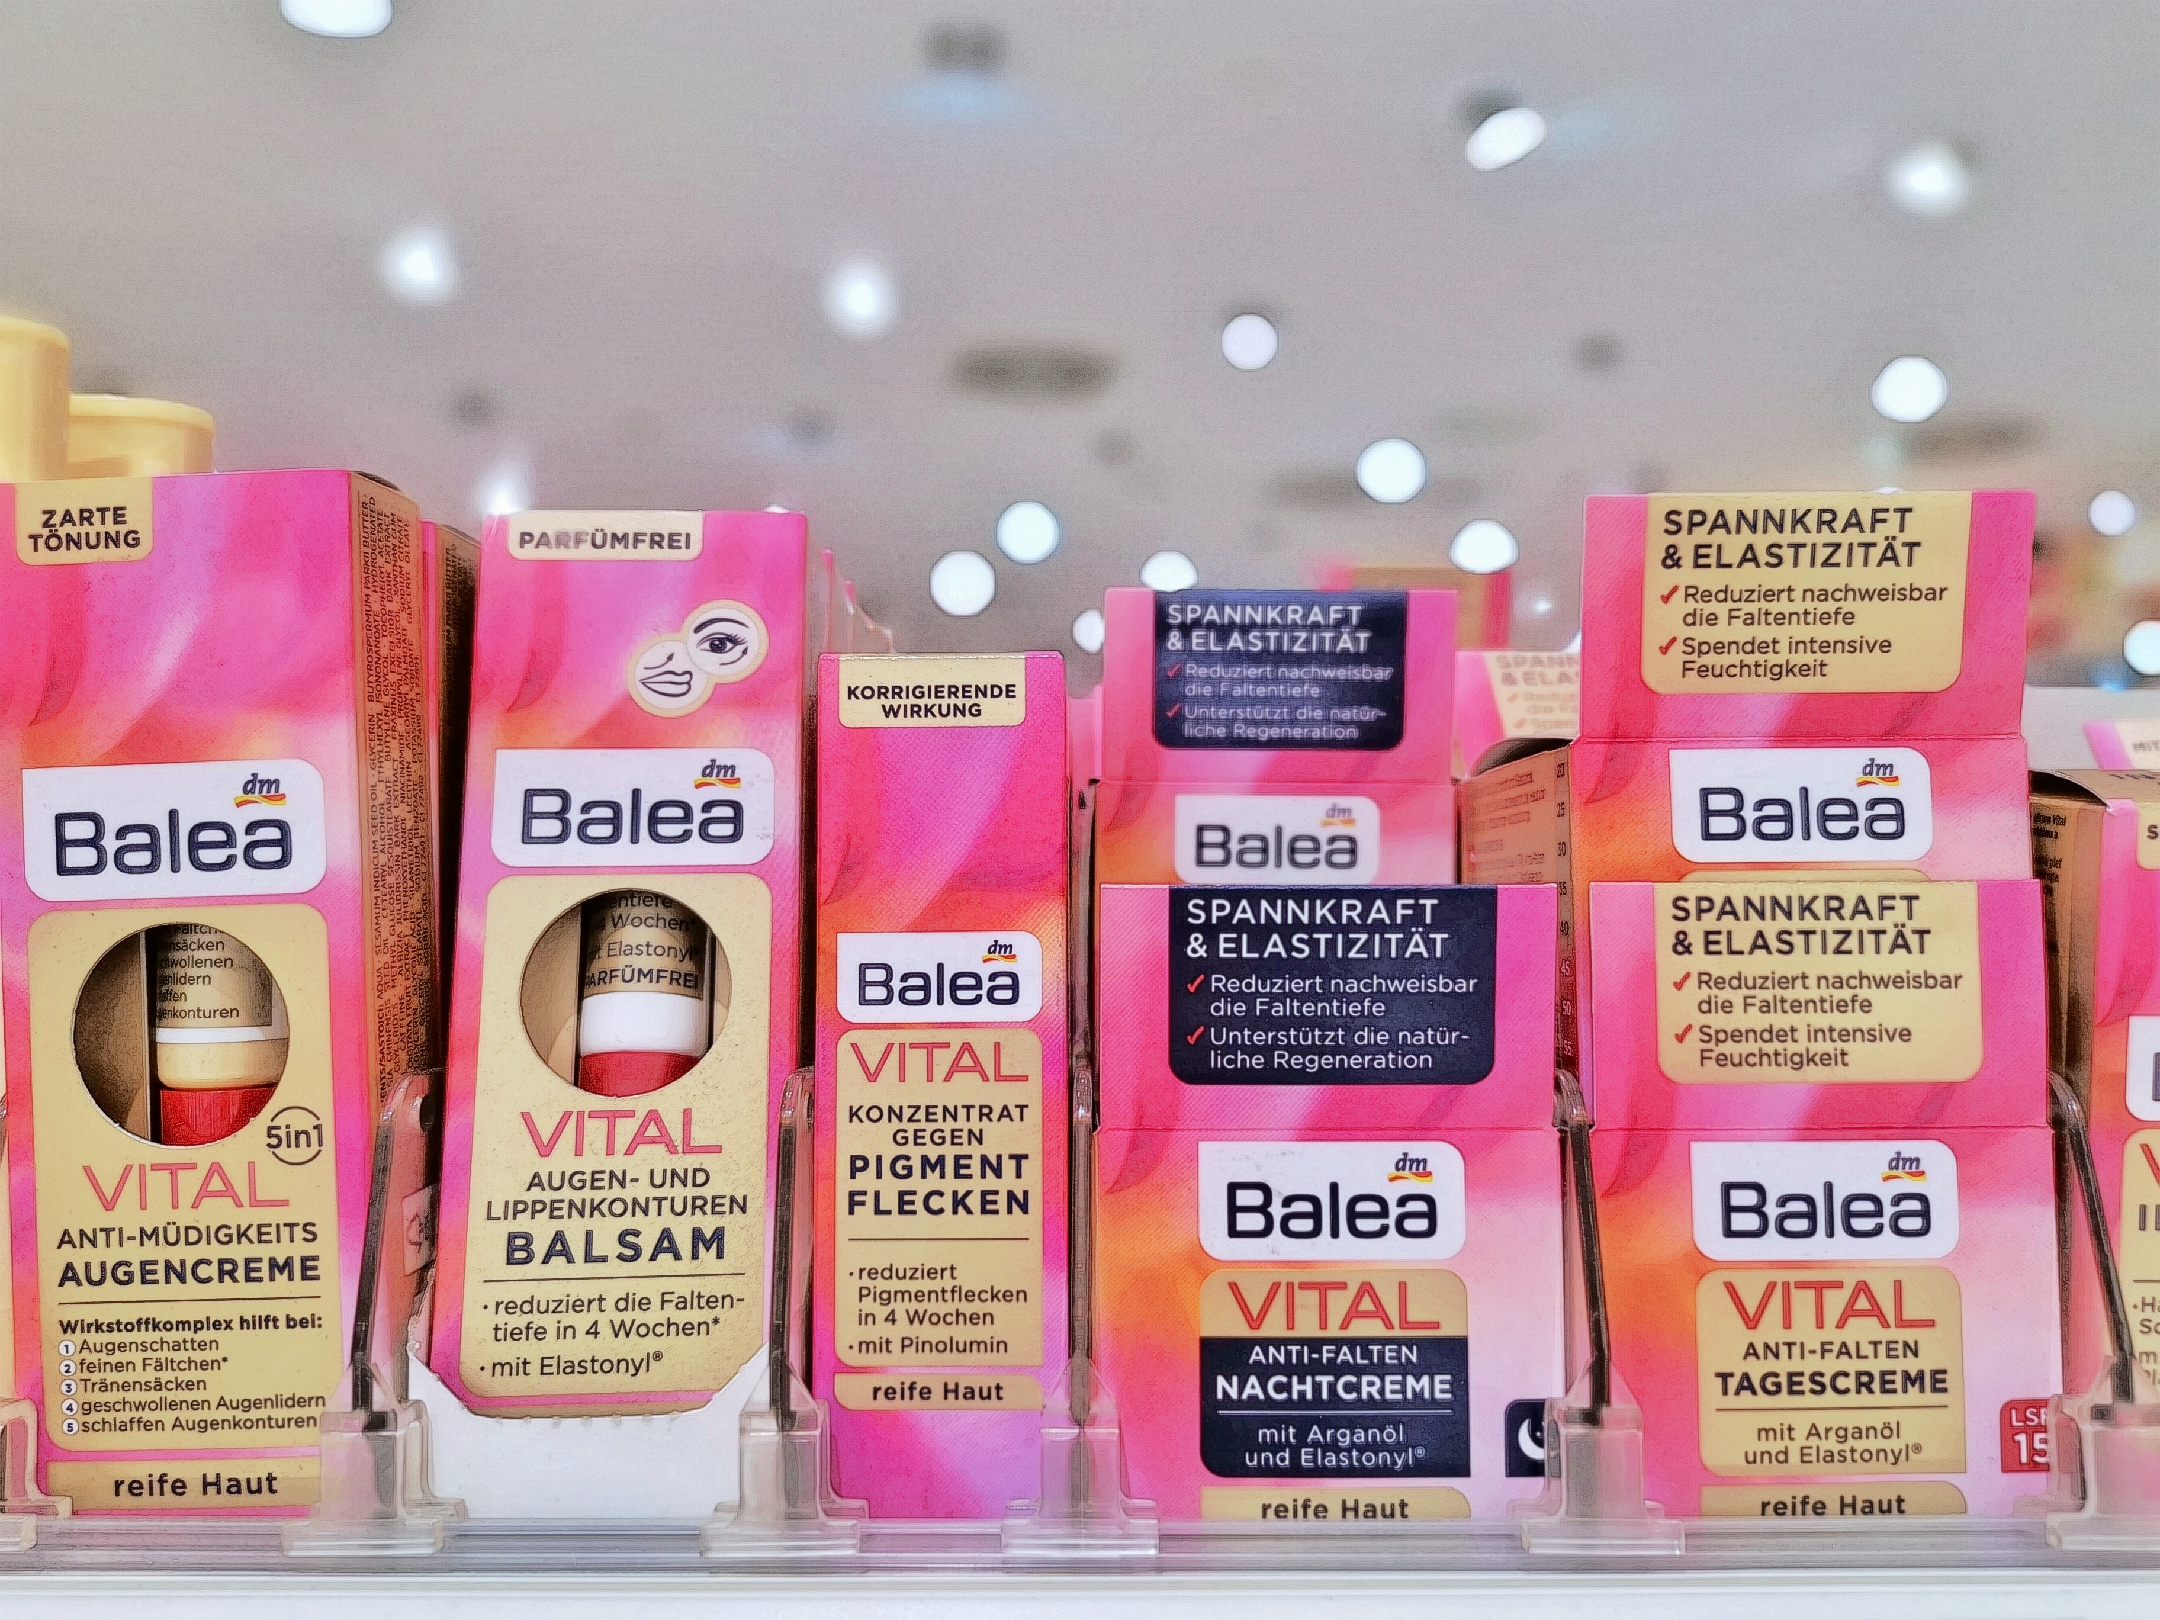 ZARTE
TÖNUNG
dm
Balea
5in1
VITAL
ANTI-MÜDIGKEITS
AUGENCREME
Wirkstoffkomplex hilft bei:
1 Augenschatten
2 feinen Fältchen*
3 Tränensäcken
4 geschwollenen Augenlidern
5 schlaffen Augenkonturen
reife Haut
PARFÜMFREI
dm
Balea
4 Wochen
Elastonyl
PARFÜMFREI
VITAL
AUGEN- UND
LIPPENKONTUREN
BALSAM
• reduziert die Falten-
tiefe in 4 Wochen*
• mit Elastonyl®
KORRIGIERENDE
WIRKUNG
dm
Balea
VITAL
KONZENTRAT
GEGEN
PIGMENT
FLECKEN
• reduziert
Pigmentflecken
in 4 Wochen
• mit Pinolumin
reife Haut
SPANNKRAFT
& ELASTIZITÄT
✓ Reduziert nachweisbar
die Faltentiefe
✓ Unterstützt die natür-
liche Regeneration
dm
Balea
SPANNKRAFT
& ELASTIZITÄT
✓ Reduziert nachweisbar
die Faltentiefe
✓ Unterstützt die natür-
liche Regeneration
dm
Balea
VITAL
ANTI-FALTEN
NACHTCREME
mit Arganöl
und Elastonyl®
reife Haut
SPANNKRAFT
& ELASTIZITÄT
✓ Reduziert nachweisbar
die Faltentiefe
✓ Spendet intensive
Feuchtigkeit
dm
Balea
SPANNKRAFT
& ELASTIZITÄT
✓ Reduziert nachweisbar
die Faltentiefe
✓ Spendet intensive
Feuchtigkeit
dm
Balea
VITAL
ANTI-FALTEN
TAGESCREME
mit Arganöl
und Elastonyl®
LSF
15
reife Haut